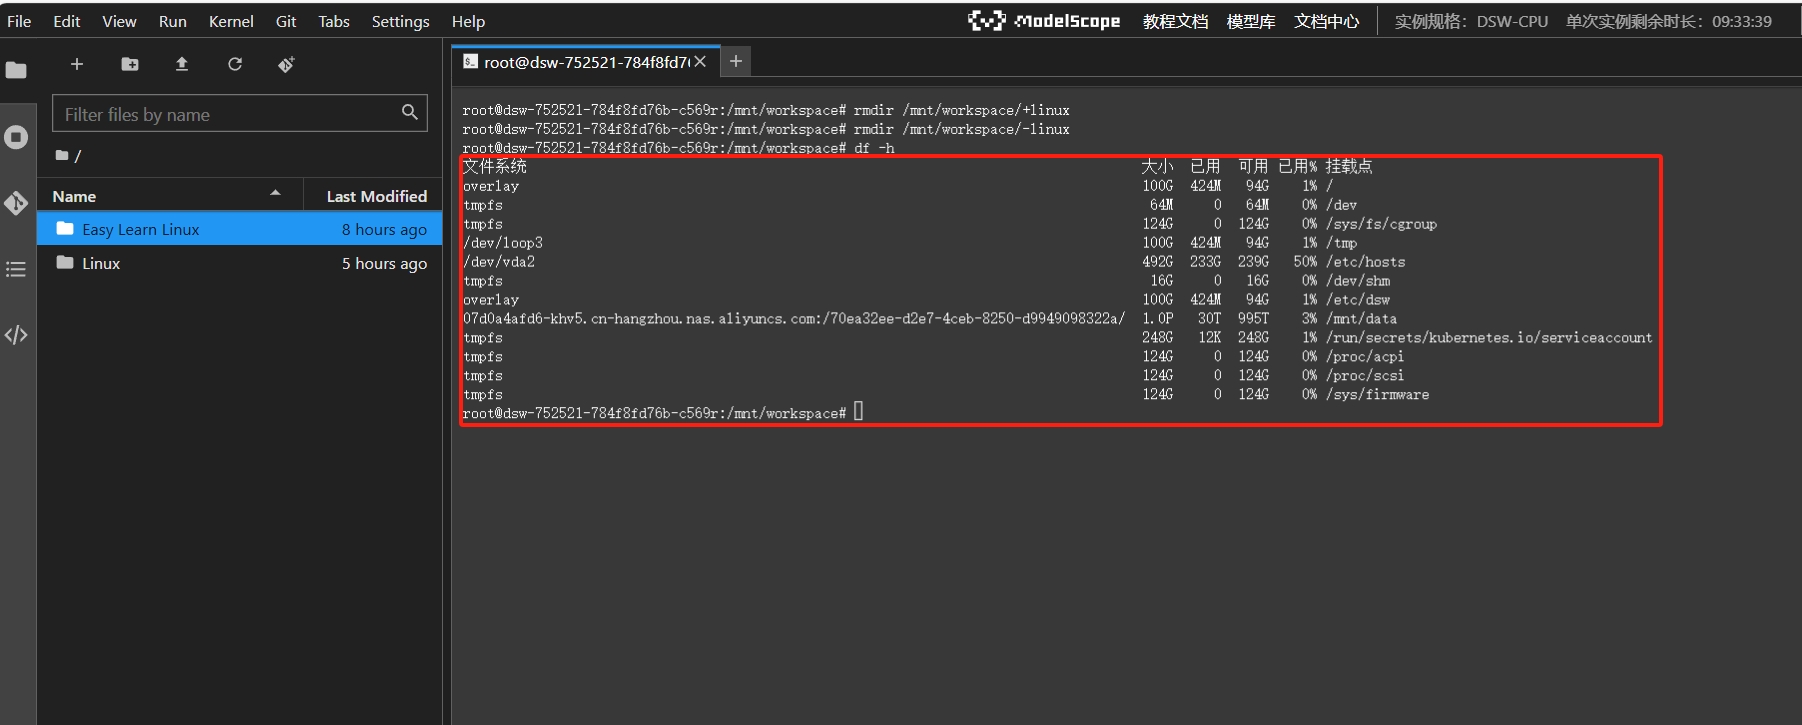 File Edit View Run Kernel Git Tabs Settings Help
ModelScope 教程文档 模型库 文档中心 实例规格：DSW-CPU 单次实例剩余时长：09:33:39
Filter files by name
/
Name Last Modified
Easy Learn Linux 8 hours ago
Linux 5 hours ago
root@dsw-752521-784f8fd7
root@dsw-752521-784f8fd76b-c569r:/mnt/workspace# rmdir /mnt/workspace/+linux
root@dsw-752521-784f8fd76b-c569r:/mnt/workspace# rmdir /mnt/workspace/-linux
root@dsw-752521-784f8fd76b-c569r:/mnt/workspace# df -h
文件系统 大小 已用 可用 已用% 挂载点
overlay 100G 424M 94G 1% /
tmpfs 64M 0 64M 0% /dev
tmpfs 124G 0 124G 0% /sys/fs/cgroup
/dev/loop3 100G 424M 94G 1% /tmp
/dev/vda2 492G 233G 239G 50% /etc/hosts
tmpfs 16G 0 16G 0% /dev/shm
overlay 100G 424M 94G 1% /etc/dsw
07d0a4afd6-khv5.cn-hangzhou.nas.aliyuncs.com:/70ea32ee-d2e7-4ceb-8250-d9949098322a/ 1.0P 30T 995T 3% /mnt/data
tmpfs 248G 12K 248G 1% /run/secrets/kubernetes.io/serviceaccount
tmpfs 124G 0 124G 0% /proc/acpi
tmpfs 124G 0 124G 0% /proc/scsi
tmpfs 124G 0 124G 0% /sys/firmware
root@dsw-752521-784f8fd76b-c569r:/mnt/workspace#